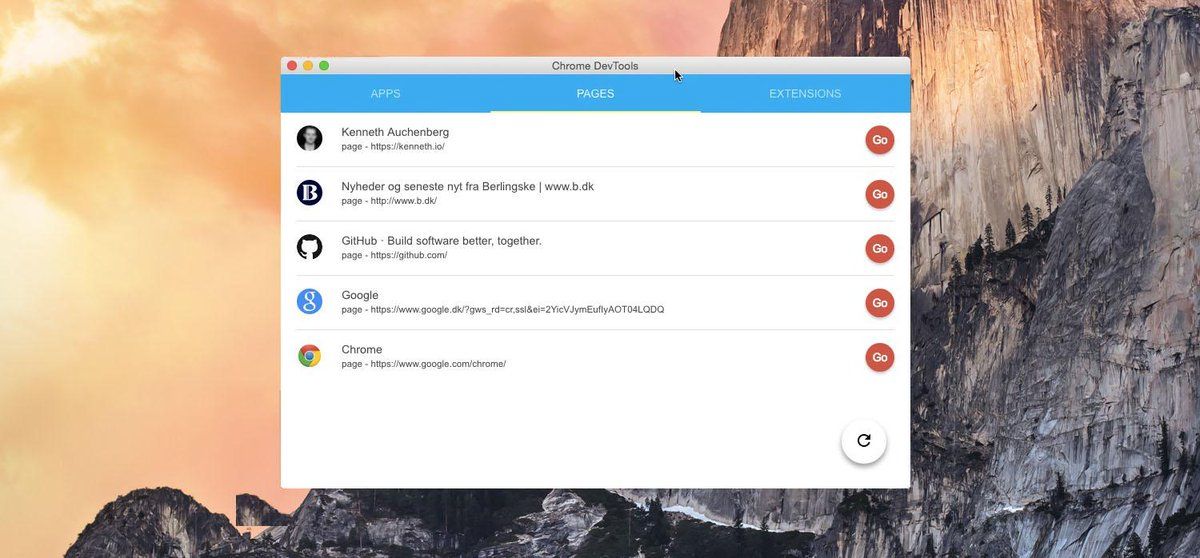 Chrome DevTools
APPS PAGES EXTENSIONS
Kenneth Auchenberg
page - https://kenneth.io/
Go
B
Nyheder og seneste nyt fra Berlingske | www.b.dk
page - http://www.b.dk/
Go
GitHub · Build software better, together.
page - https://github.com/
Go
g
Google
page - https://www.google.dk/?gws_rd=cr,ssl&ei=2YicVJymEufIyAOT04LQDQ
Go
Chrome
page - https://www.google.com/chrome/
Go